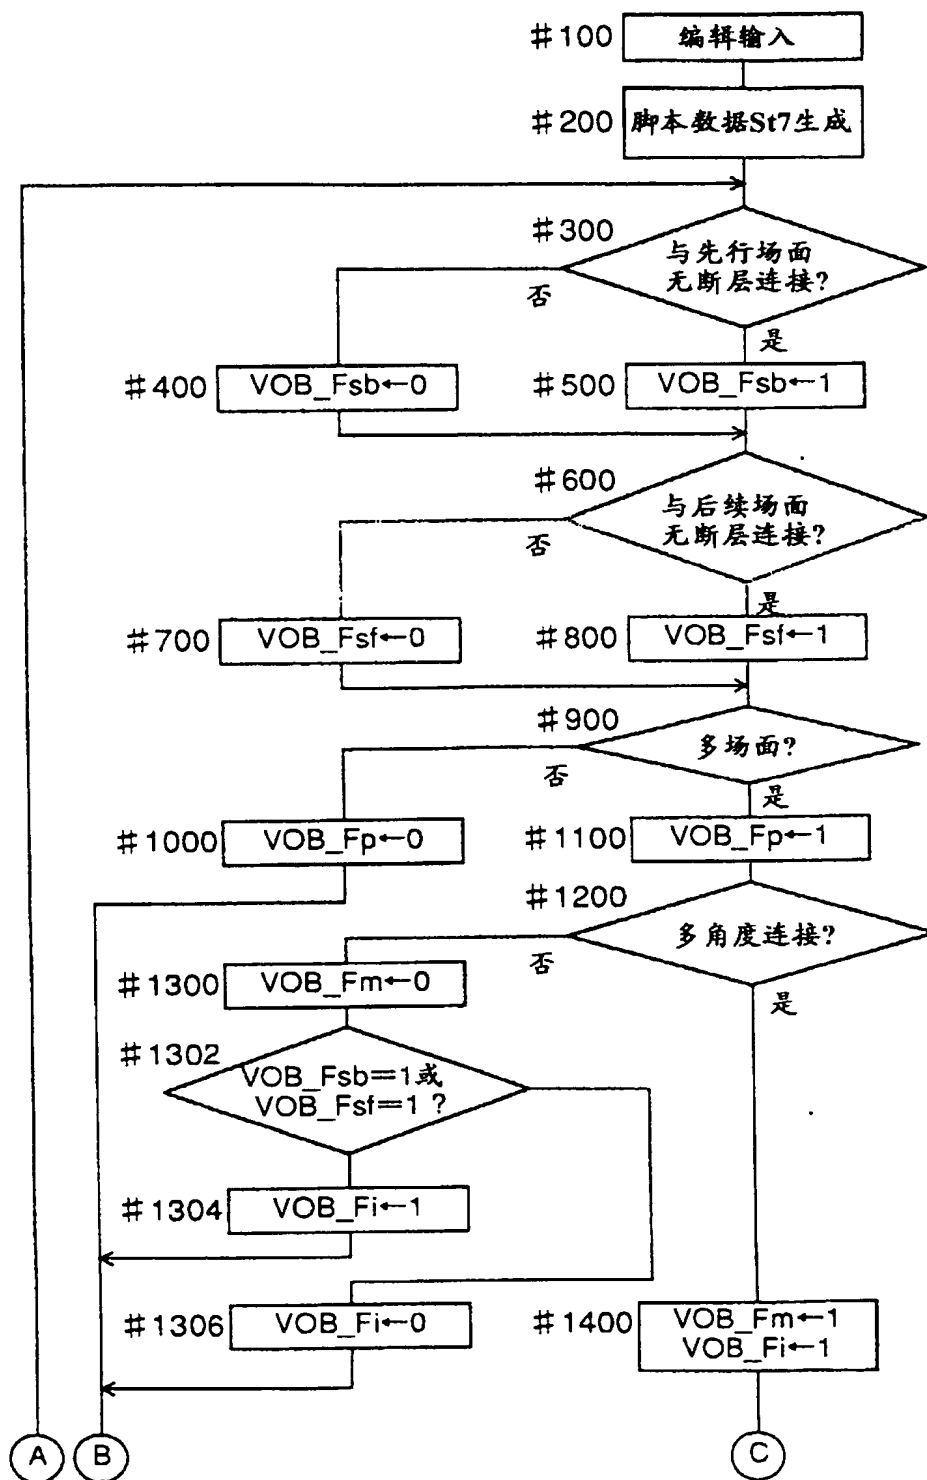 #100 编辑输入
#200 脚本数据St7生成
#300
与先行场面
无断层连接?
否
是
#400 VOB_Fsb←0
#500 VOB_Fsb←1
#600
与后续场面
无断层连接?
否
是
#700 VOB_Fsf←0
#800 VOB_Fsf←1
#900
多场面?
否
是
#1000 VOB_Fp←0
#1100 VOB_Fp←1
#1200
多角度连接?
否
是
#1300 VOB_Fm←0
#1302
VOB_Fsb=1或
VOB_Fsf=1 ?
#1304 VOB_Fi←1
#1306 VOB_Fi←0
#1400
VOB_Fm←1
VOB_Fi←1
A
B
C